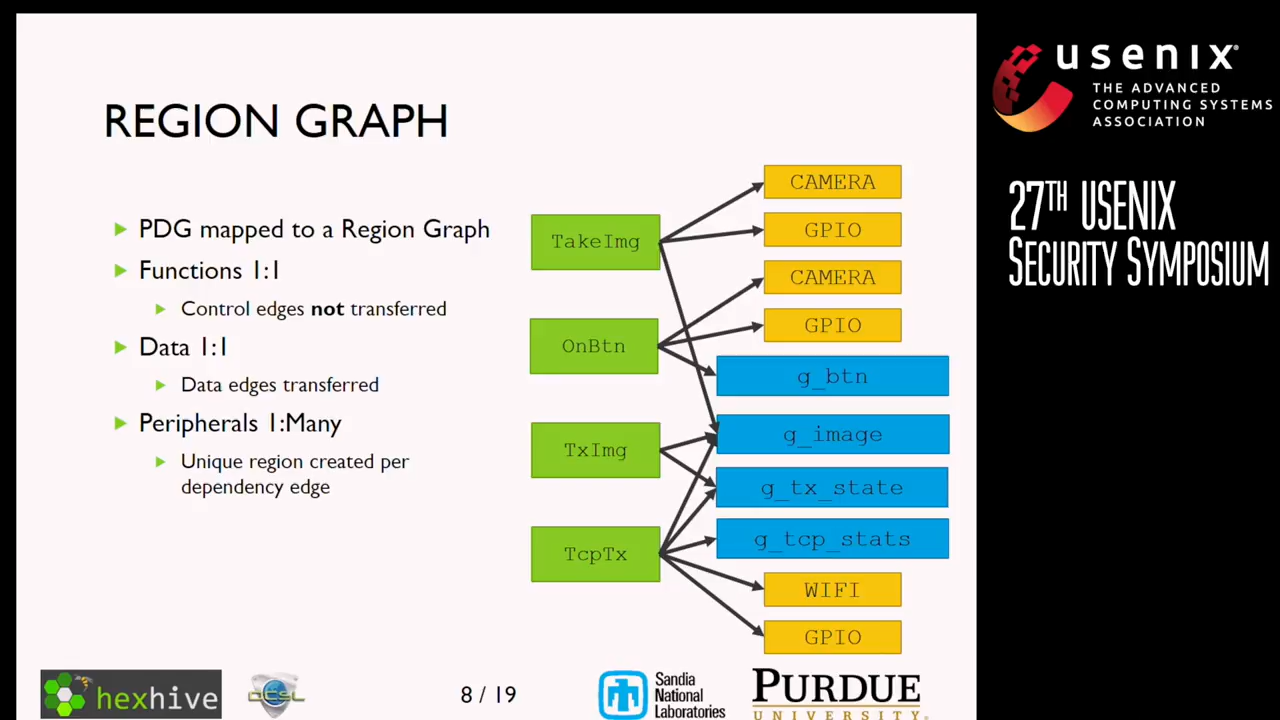 REGION GRAPH
PDG mapped to a Region Graph
Functions 1:1
Control edges not transferred
Data 1:1
Data edges transferred
Peripherals 1:Many
Unique region created per
dependency edge
TakeImg
OnBtn
TxImg
TcpTx
CAMERA
GPIO
CAMERA
GPIO
g_btn
g_image
g_tx_state
g_tcp_stats
WIFI
GPIO
hexhive
8 / 19
Sandia
National
Laboratories
PURDUE
UNIVERSITY
usenix
THE ADVANCED
COMPUTING SYSTEMS
ASSOCIATION
27TH USENIX
SECURITY SYMPOSIUM